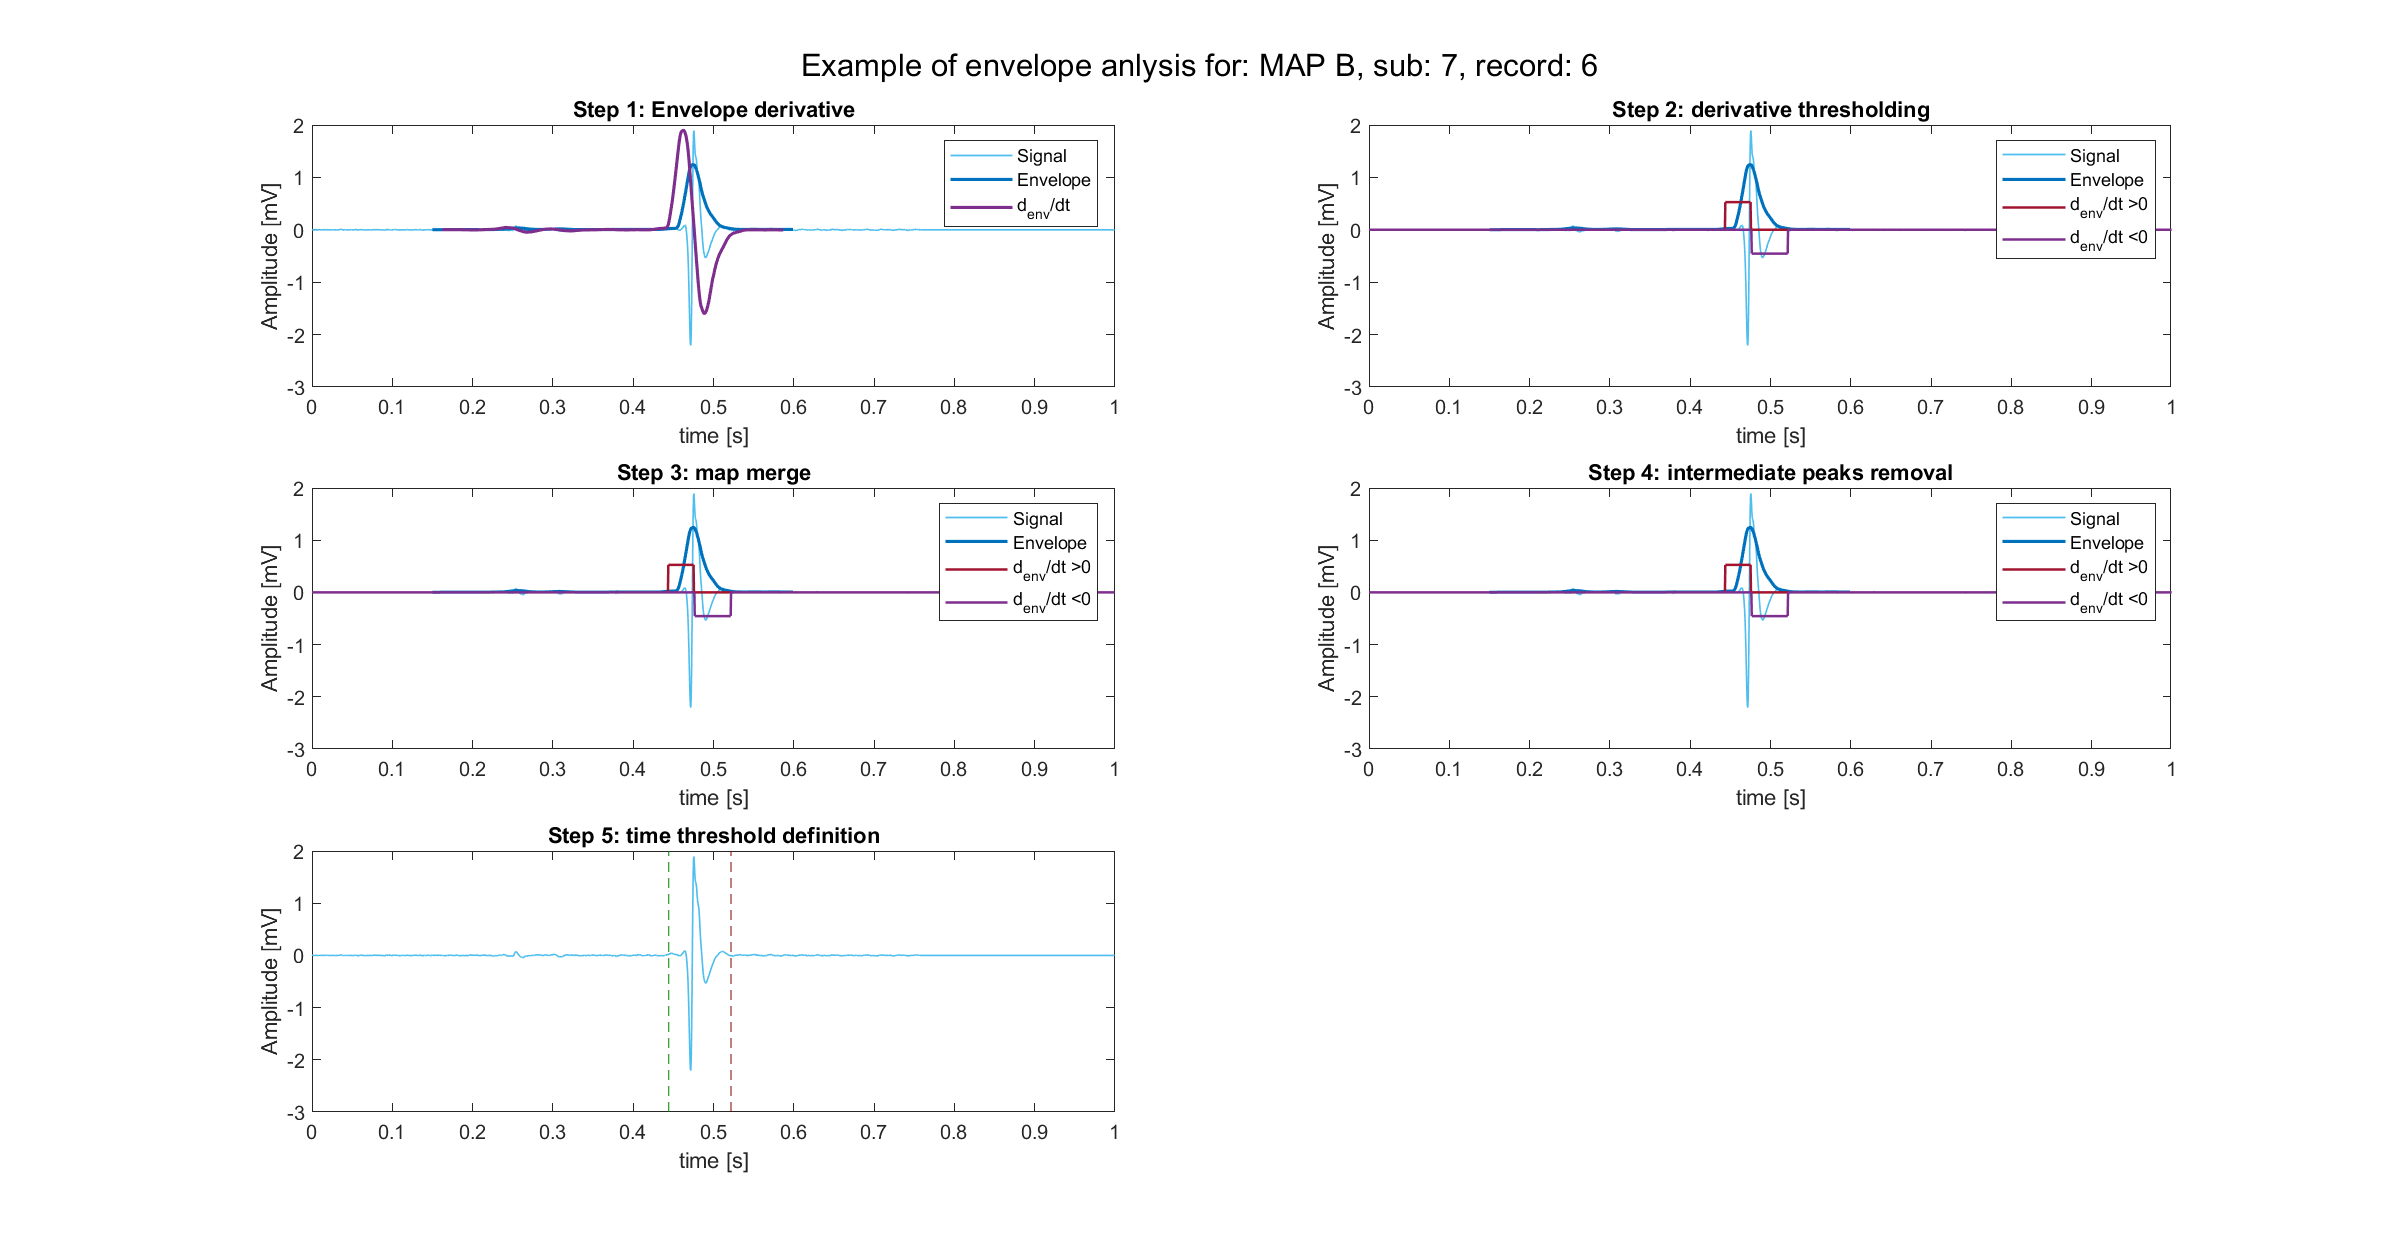 Example of envelope anlysis for: MAP B, sub: 7, record: 6
Step 1: Envelope derivative
2
1
0
-1
-2
-3
Amplitude [mV]
Signal
Envelope
d_env/dt
0 0.1 0.2 0.3 0.4 0.5 0.6 0.7 0.8 0.9 1
time [s]
Step 2: derivative thresholding
2
1
0
-1
-2
-3
Amplitude [mV]
Signal
Envelope
d_env/dt >0
d_env/dt <0
0 0.1 0.2 0.3 0.4 0.5 0.6 0.7 0.8 0.9 1
time [s]
Step 3: map merge
2
1
0
-1
-2
-3
Amplitude [mV]
Signal
Envelope
d_env/dt >0
d_env/dt <0
0 0.1 0.2 0.3 0.4 0.5 0.6 0.7 0.8 0.9 1
time [s]
Step 4: intermediate peaks removal
2
1
0
-1
-2
-3
Amplitude [mV]
Signal
Envelope
d_env/dt >0
d_env/dt <0
0 0.1 0.2 0.3 0.4 0.5 0.6 0.7 0.8 0.9 1
time [s]
Step 5: time threshold definition
2
1
0
-1
-2
-3
Amplitude [mV]
0 0.1 0.2 0.3 0.4 0.5 0.6 0.7 0.8 0.9 1
time [s]